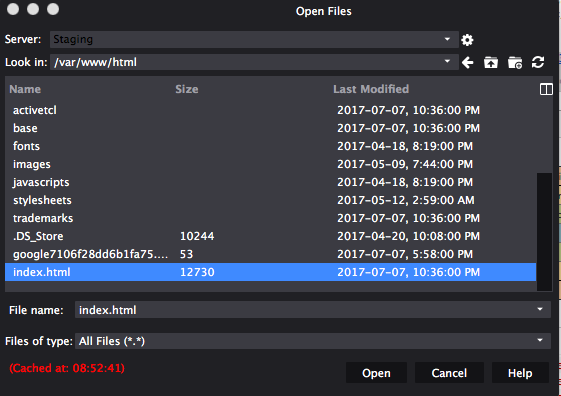 Open Files
Server: Staging
Look in: /var/www/html
Name Size Last Modified
activetcl 2017-07-07, 10:36:00 PM
base 2017-07-07, 10:36:00 PM
fonts 2017-04-18, 8:19:00 PM
images 2017-05-09, 7:44:00 PM
javascripts 2017-04-18, 8:19:00 PM
stylesheets 2017-05-12, 2:59:00 AM
trademarks 2017-07-07, 10:36:00 PM
.DS_Store 10244 2017-04-20, 10:08:00 PM
google7106f28dd6b1fa75.... 53 2017-07-07, 5:58:00 PM
index.html 12730 2017-07-07, 10:36:00 PM
File name: index.html
Files of type: All Files (*.*)
(Cached at: 08:52:41) Open Cancel Help